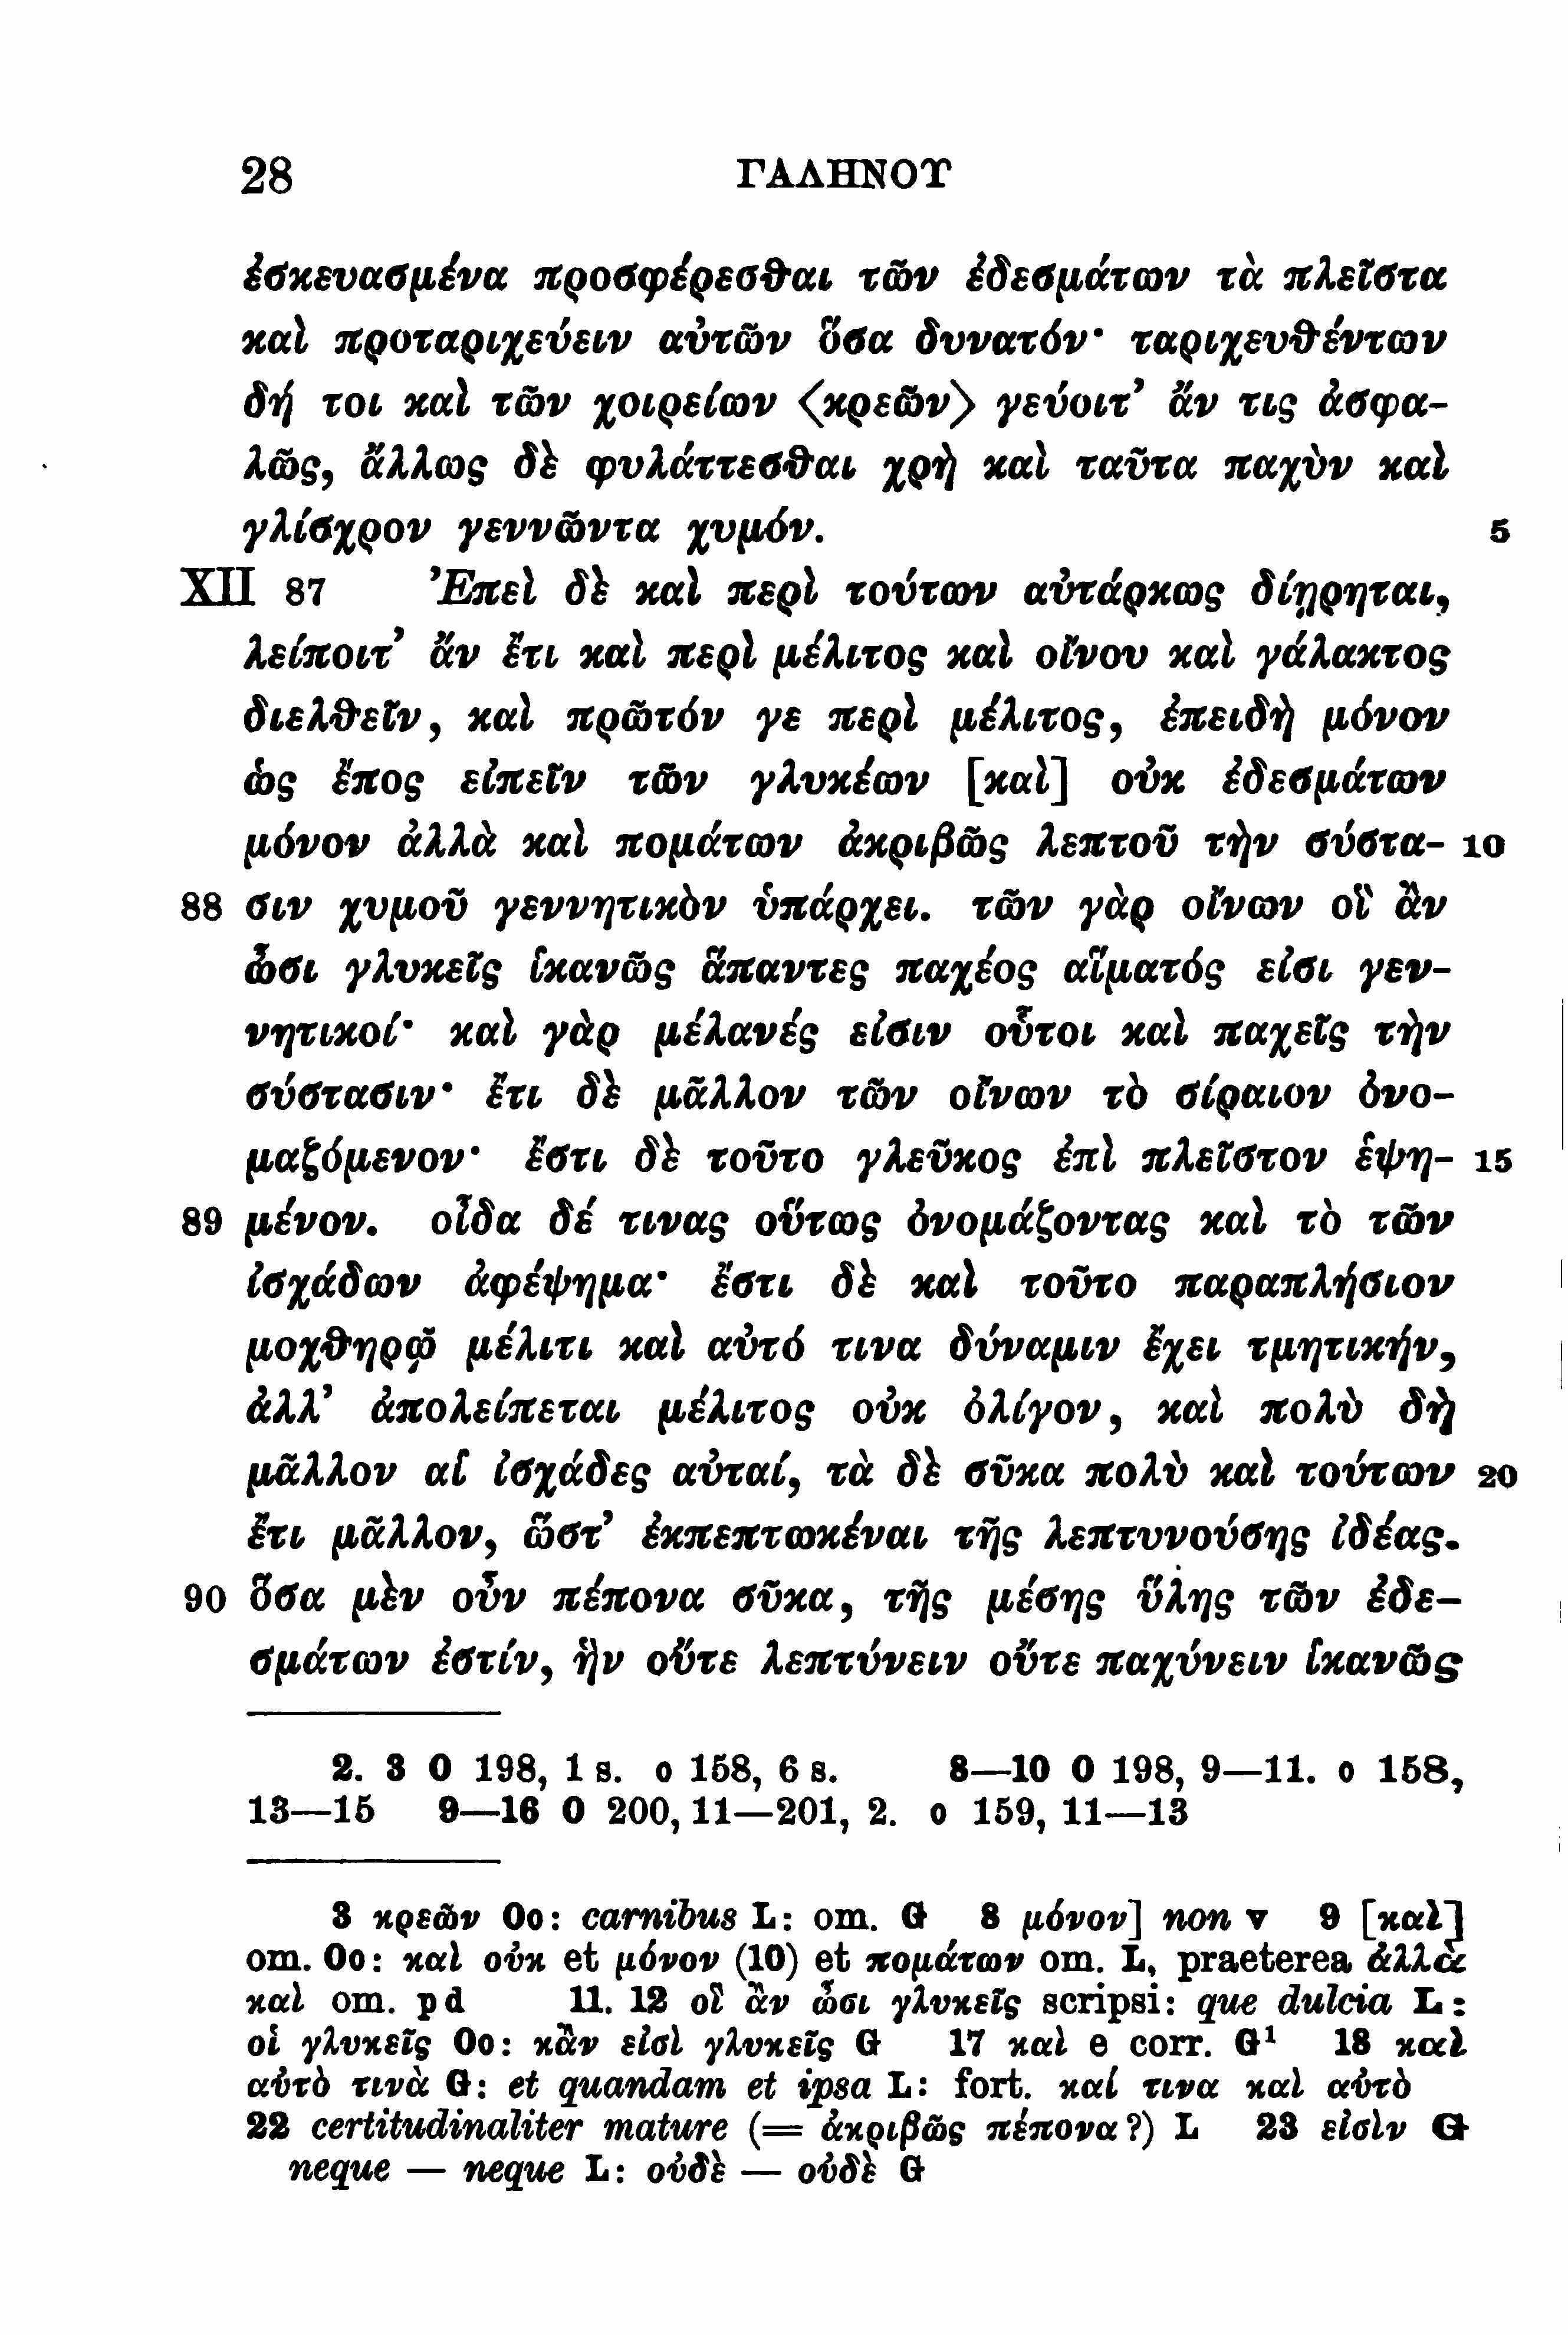 28 ΓΑΛΗΝΟΥ
ἐσκευασμένα προσφέρεσθαι τῶν ἐδεσμάτων τὰ πλεῖστα
καὶ προταριχεύειν αὐτῶν ὅσα δυνατόν· ταριχευθέντων
δή τοι καὶ τῶν χοιρείων ⟨κρεῶν⟩ γεύοιτ’ ἄν τις ἀσφα-
λῶς, ἄλλως δὲ φυλάττεσθαι χρὴ καὶ ταῦτα παχὺν καὶ
γλίσχρον γεννῶντα χυμόν. 5
XII 87 Ἐπεὶ δὲ καὶ περὶ τούτων αὐτάρκως διῄρηται,
λείποιτ’ ἄν ἔτι καὶ περὶ μέλιτος καὶ οἴνου καὶ γάλακτος
διελθεῖν, καὶ πρῶτόν γε περὶ μέλιτος, ἐπειδὴ μόνον
ὡς ἔπος εἰπεῖν τῶν γλυκέων [καὶ] οὐκ ἐδεσμάτων
μόνον ἀλλὰ καὶ πομάτων ἀκριβῶς λεπτοῦ τὴν σύστα- 10
88 σιν χυμοῦ γεννητικὸν ὑπάρχει. τῶν γὰρ οἴνων οἳ ἂν
ὦσι γλυκεῖς ἱκανῶς ἅπαντες παχέος αἵματός εἰσι γεν-
νητικοί· καὶ γὰρ μέλανές εἰσιν οὗτοι καὶ παχεῖς τὴν
σύστασιν· ἔτι δὲ μᾶλλον τῶν οἴνων τὸ σίραιον ὀνο-
μαζόμενον· ἔστι δὲ τοῦτο γλεῦκος ἐπὶ πλεῖστον ἑψη- 15
89 μένον. οἶδα δέ τινας οὕτως ὀνομάζοντας καὶ τὸ τῶν
ἰσχάδων ἀφέψημα· ἔστι δὲ καὶ τοῦτο παραπλήσιον
μοχθηρῷ μέλιτι καὶ αὐτό τινα δύναμιν ἔχει τμητικήν,
ἀλλ’ ἀπολείπεται μέλιτος οὐκ ὀλίγον, καὶ πολὺ δὴ
μᾶλλον αἱ ἰσχάδες αὐταί, τὰ δὲ σῦκα πολὺ καὶ τούτων 20
ἔτι μᾶλλον, ὥστ’ ἐκπεπτωκέναι τῆς λεπτυνούσης ἰδέας.
90 ὅσα μὲν οὖν πέπονα σῦκα, τῆς μέσης ὕλης τῶν ἐδε-
σμάτων ἐστίν, ἣν οὔτε λεπτύνειν οὔτε παχύνειν ἱκανῶς
2. 3 O 198, 1 s. o 158, 6 s. 8—10 O 198, 9—11. o 158,
13—15 9—16 O 200, 11—201, 2. o 159, 11—13
3 κρεῶν Oo: carnibus L: om. G 8 μόνον] non v 9 [καὶ]
om. Oo: καὶ οὐκ et μόνον (10) et πομάτων om. L, praeterea ἀλλὰ
καὶ om. pd 11. 12 οἳ ἂν ὦσι γλυκεῖς scripsi: que dulcia L:
οἱ γλυκεῖς Oo: κἂν εἰσὶ γλυκεῖς G 17 καὶ e corr. G¹ 18 καὶ
αὐτὸ τινὰ G: et quandam et ipsa L: fort. καί τινα καὶ αὐτὸ
22 certitudinaliter mature (= ἀκριβῶς πέπονα?) L 23 εἰσὶν G
neque — neque L: οὐδὲ — οὐδὲ G